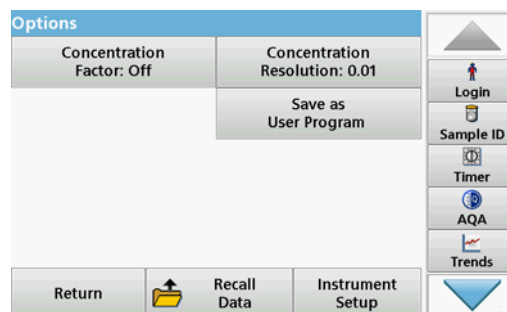 Options
Concentration
Factor: Off
Concentration
Resolution: 0.01
Save as
User Program
Login
Sample ID
Timer
AQA
Trends
Return
Recall
Data
Instrument
Setup